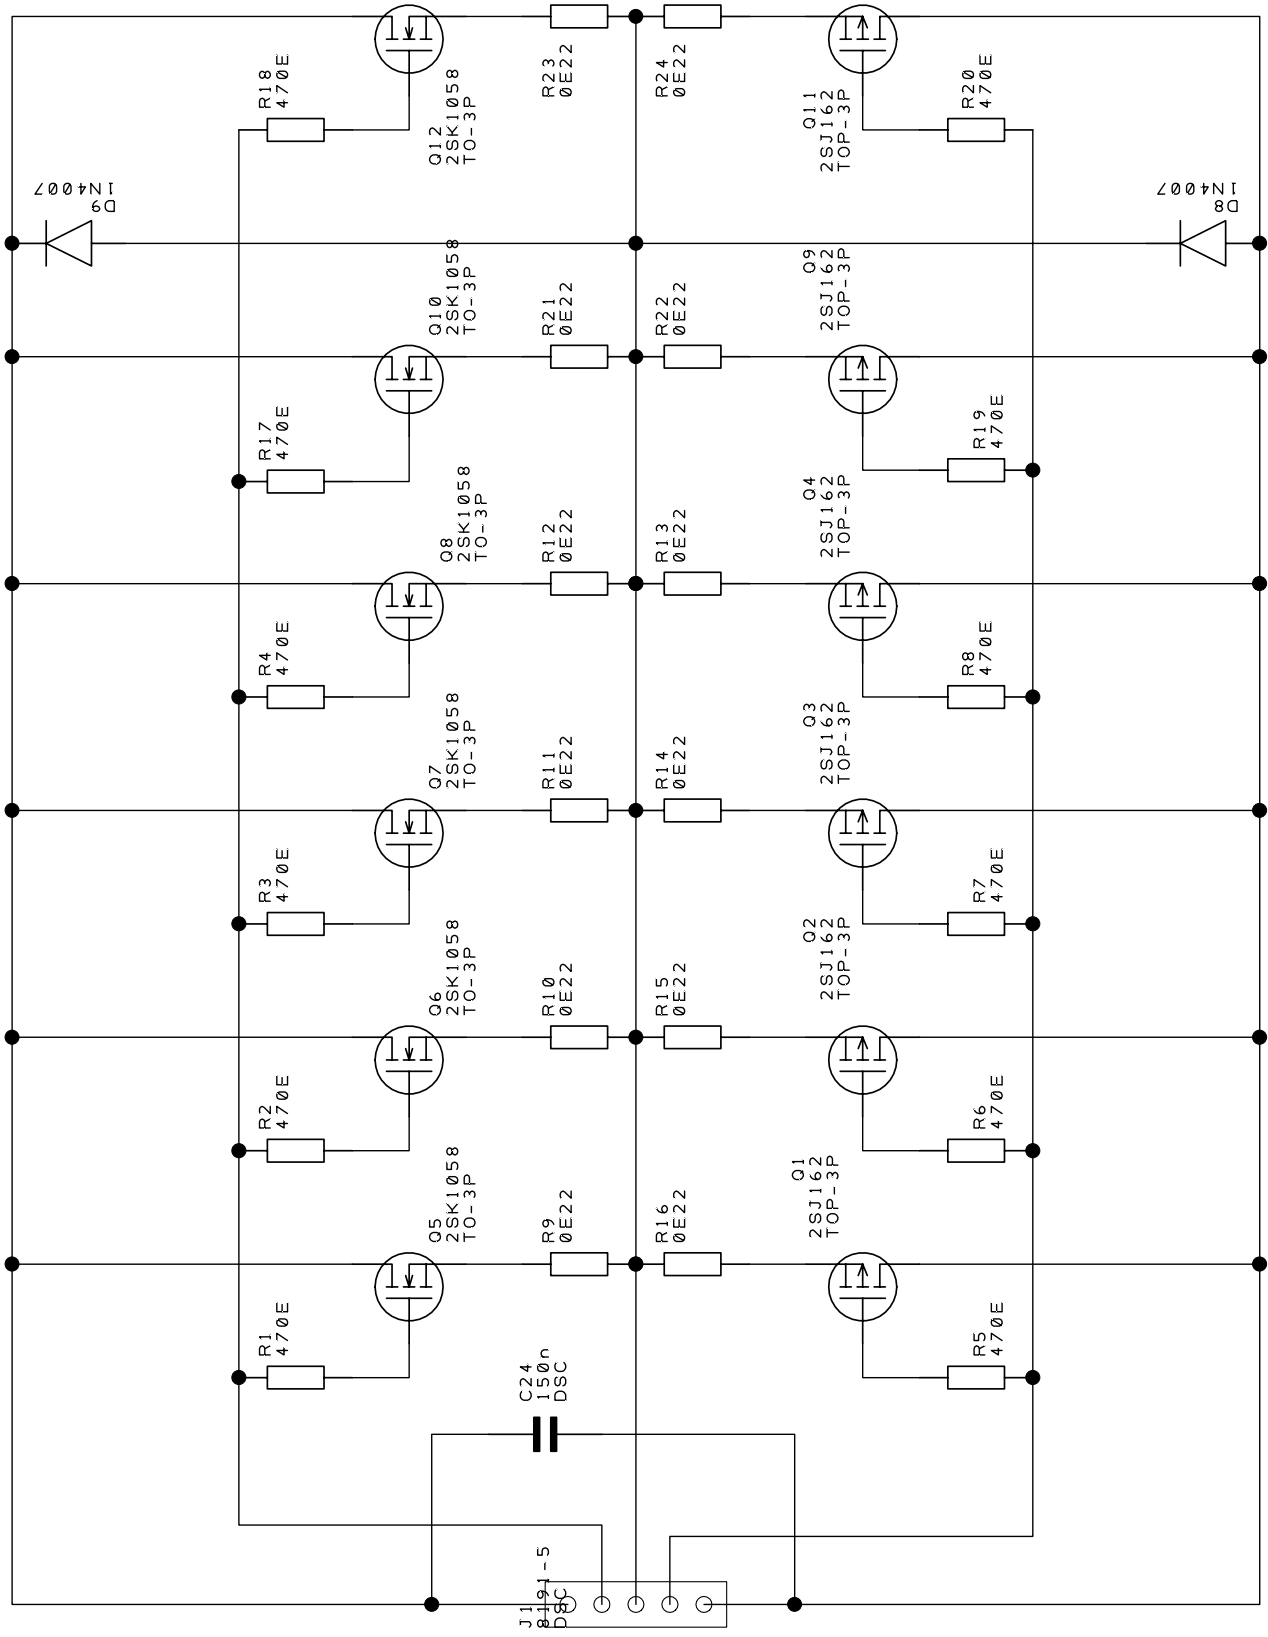 R18
470E
Q12
2SK1058
TO-3P
R23
0E22
R24
0E22
Q11
2SJ162
TOP-3P
R20
470E
D9
1N4007
D8
1N4007
Q10
2SK1058
TO-3P
R21
0E22
R22
0E22
Q9
2SJ162
TOP-3P
R17
470E
R19
470E
Q8
2SK1058
TO-3P
R12
0E22
R13
0E22
Q4
2SJ162
TOP-3P
R4
470E
R8
470E
Q7
2SK1058
TO-3P
R11
0E22
R14
0E22
Q3
2SJ162
TOP-3P
R3
470E
R7
470E
Q6
2SK1058
TO-3P
R10
0E22
R15
0E22
Q2
2SJ162
TOP-3P
R2
470E
R6
470E
Q5
2SK1058
TO-3P
R9
0E22
R16
0E22
Q1
2SJ162
TOP-3P
R1
470E
R5
470E
C24
150n
DSC
J1
8191-5
DSC